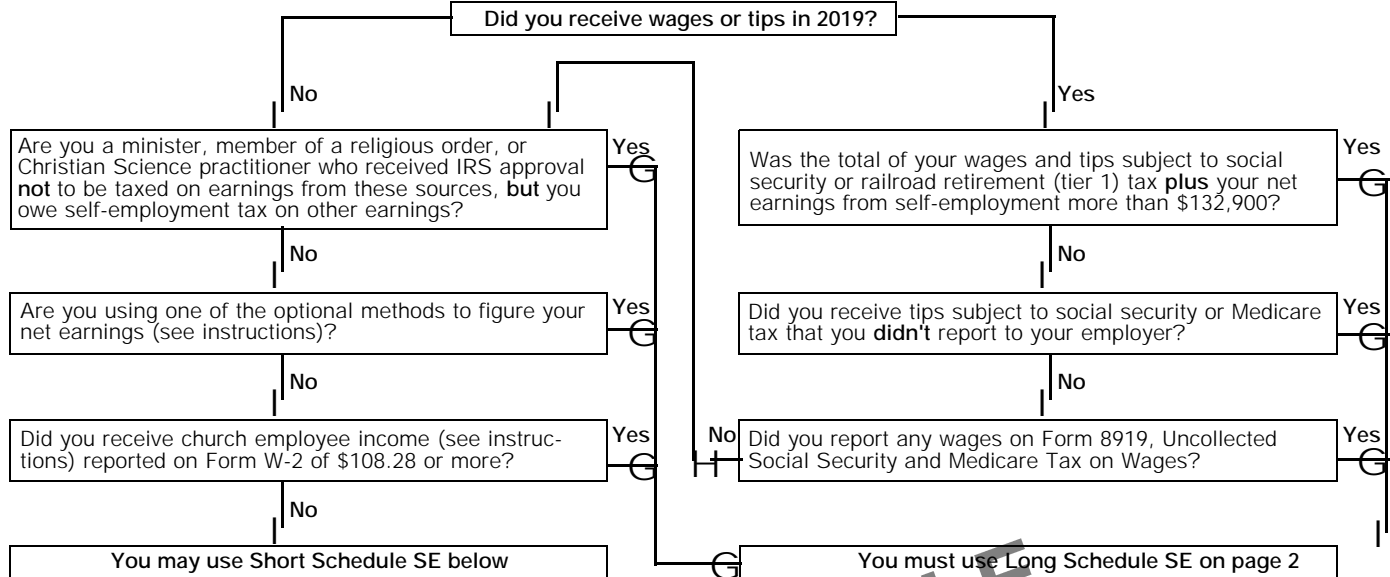 Did you receive wages or tips in 2019?
No
Yes
Are you a minister, member of a religious order, or
Christian Science practitioner who received IRS approval
not to be taxed on earnings from these sources, but you
owe self-employment tax on other earnings?
Yes
G
Was the total of your wages and tips subject to social
security or railroad retirement (tier 1) tax plus your net
earnings from self-employment more than $132,900?
Yes
G
No
No
Are you using one of the optional methods to figure your
net earnings (see instructions)?
Yes
G
Did you receive tips subject to social security or Medicare
tax that you didn't report to your employer?
Yes
G
No
No
Did you receive church employee income (see instruc-
tions) reported on Form W-2 of $108.28 or more?
Yes
G
No
H
Did you report any wages on Form 8919, Uncollected
Social Security and Medicare Tax on Wages?
Yes
G
No
You may use Short Schedule SE below
G
You must use Long Schedule SE on page 2